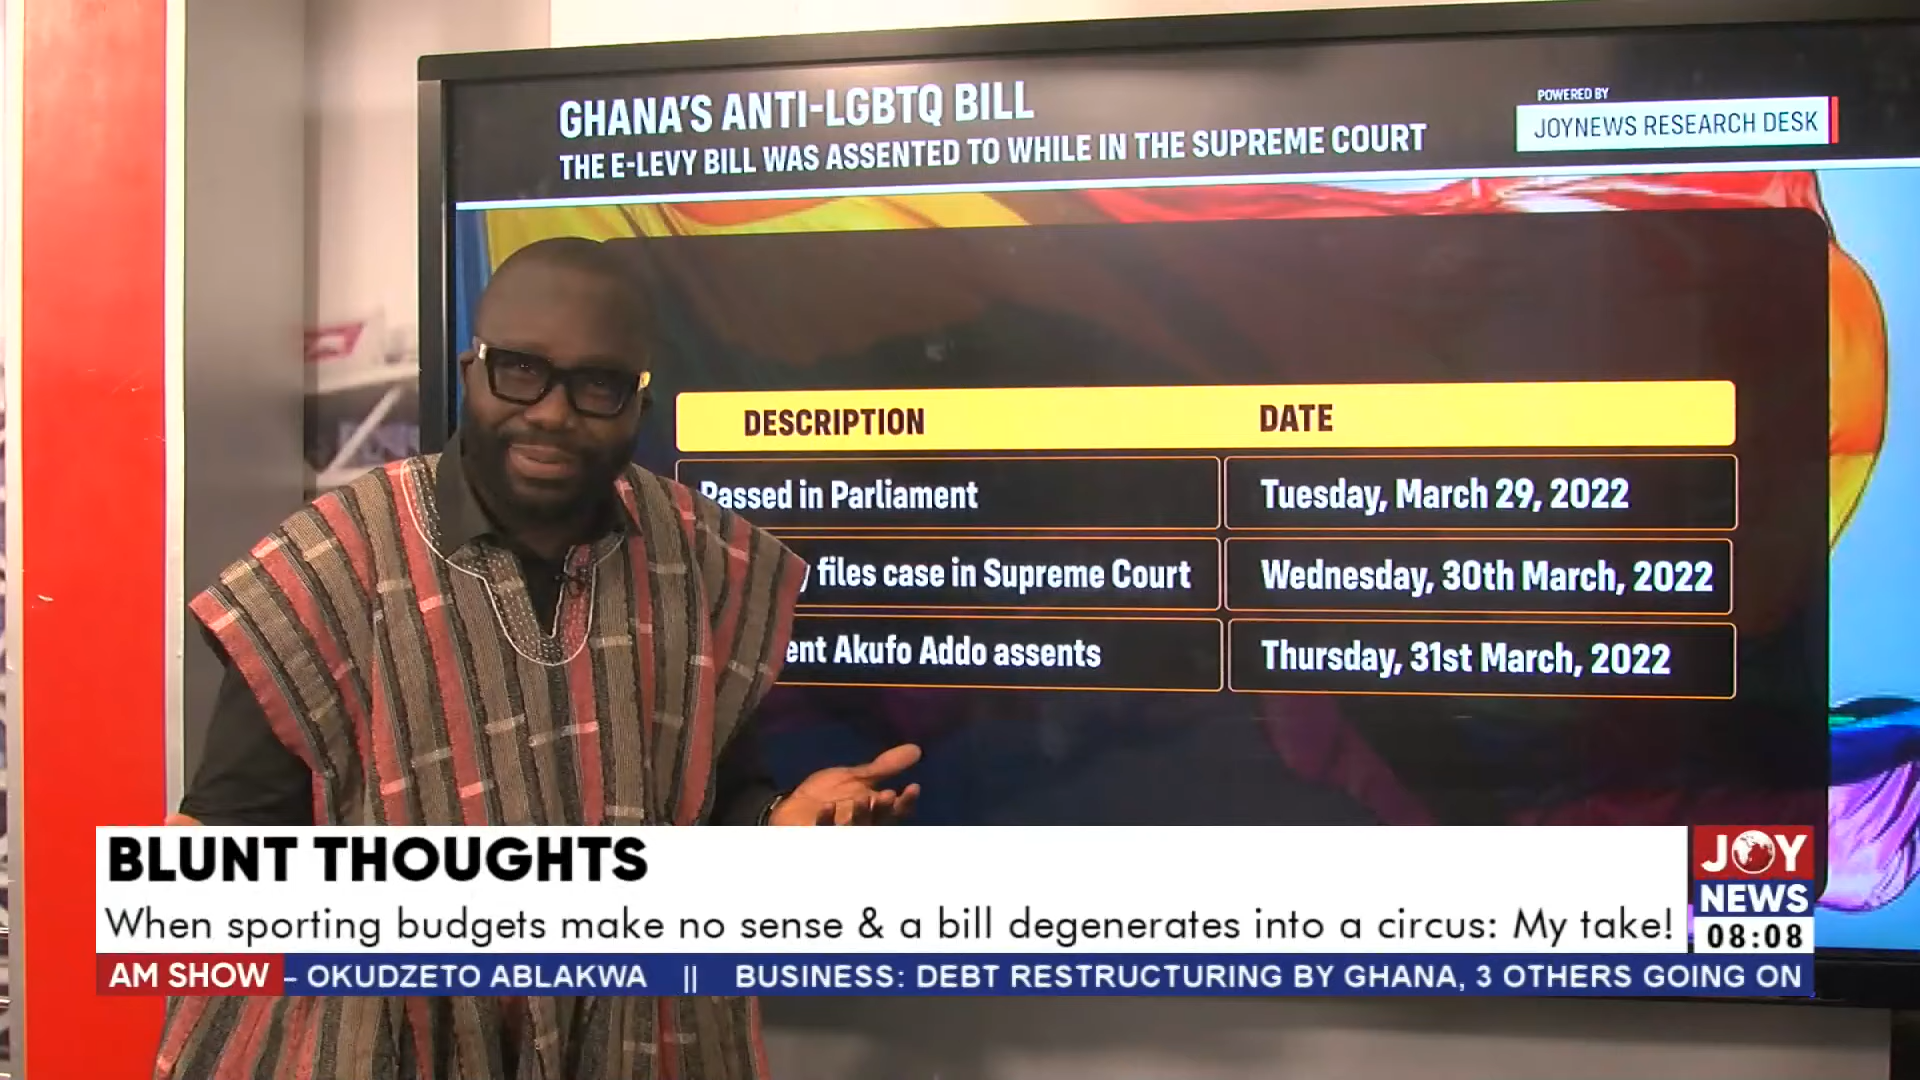 GHANA'S ANTI-LGBTQ BILL
THE E-LEVY BILL WAS ASSENTED TO WHILE IN THE SUPREME COURT
POWERED BY
JOYNEWS RESEARCH DESK
DESCRIPTION DATE
Passed in Parliament Tuesday, March 29, 2022
files case in Supreme Court Wednesday, 30th March, 2022
Akufo Addo assents Thursday, 31st March, 2022
BLUNT THOUGHTS
When sporting budgets make no sense & a bill degenerates into a circus: My take!
JOY
NEWS
08:08
AM SHOW – OKUDZETO ABLAKWA || BUSINESS: DEBT RESTRUCTURING BY GHANA, 3 OTHERS GOING ON